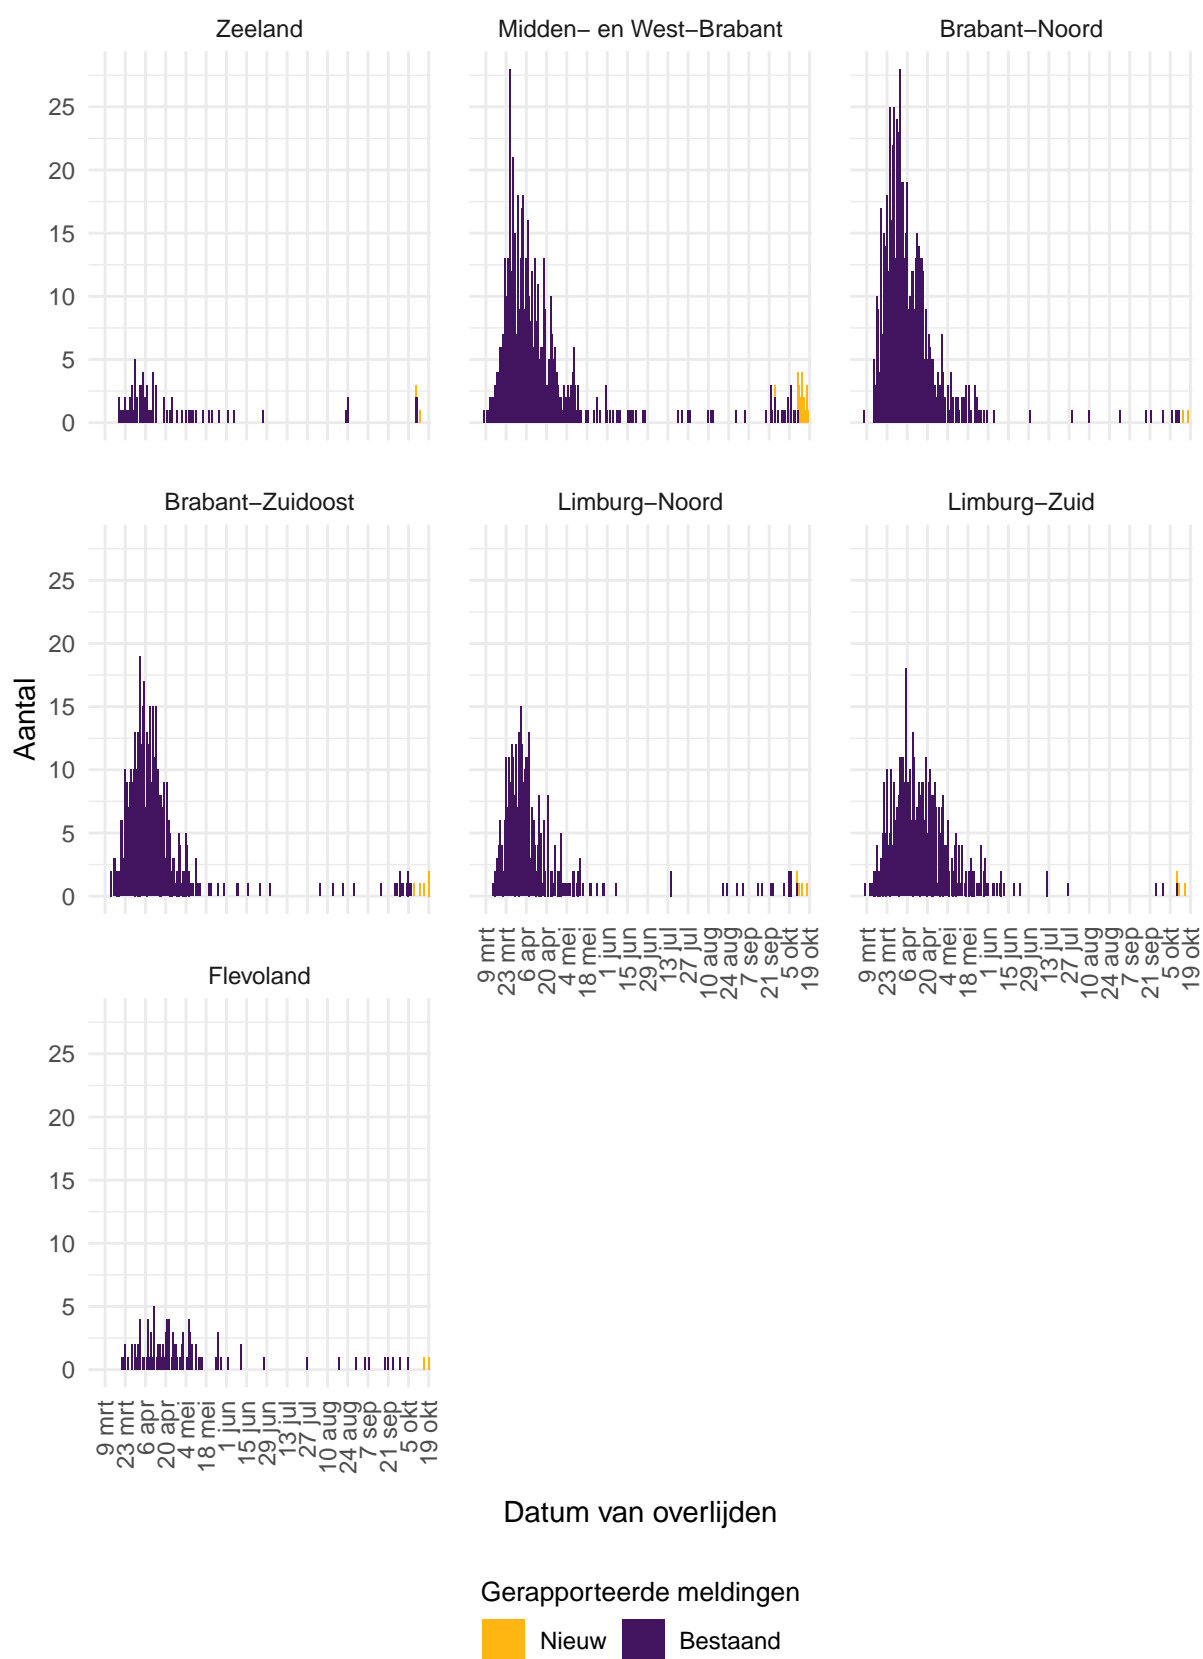 Zeeland
Midden− en West−Brabant
Brabant−Noord
25
20
15
10
5
0
Brabant−Zuidoost
Limburg−Noord
Limburg−Zuid
25
20
15
10
5
0
Aantal
9 mrt
23 mrt
6 apr
20 apr
4 mei
18 mei
1 jun
15 jun
29 jun
13 jul
27 jul
10 aug
24 aug
7 sep
21 sep
5 okt
19 okt
9 mrt
23 mrt
6 apr
20 apr
4 mei
18 mei
1 jun
15 jun
29 jun
13 jul
27 jul
10 aug
24 aug
7 sep
21 sep
5 okt
19 okt
Flevoland
25
20
15
10
5
0
9 mrt
23 mrt
6 apr
20 apr
4 mei
18 mei
1 jun
15 jun
29 jun
13 jul
27 jul
10 aug
24 aug
7 sep
21 sep
5 okt
19 okt
Datum van overlijden
Gerapporteerde meldingen
Nieuw
Bestaand